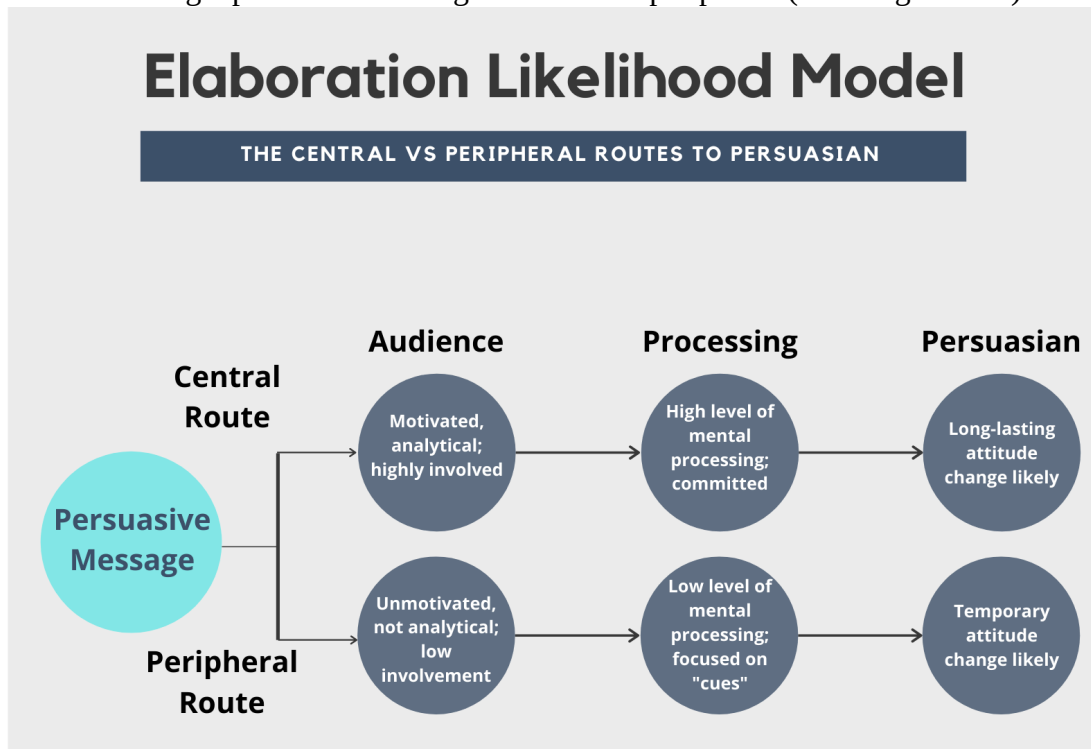 Elaboration Likelihood Model
THE CENTRAL VS PERIPHERAL ROUTES TO PERSUASIAN
Audience
Processing
Persuasian
Central
Route
Motivated,
analytical;
highly involved
High level of
mental
processing;
committed
Long-lasting
attitude
change likely
Persuasive
Message
Peripheral
Route
Unmotivated,
not analytical;
low
involvement
Low level of
mental
processing;
focused on
"cues"
Temporary
attitude
change likely